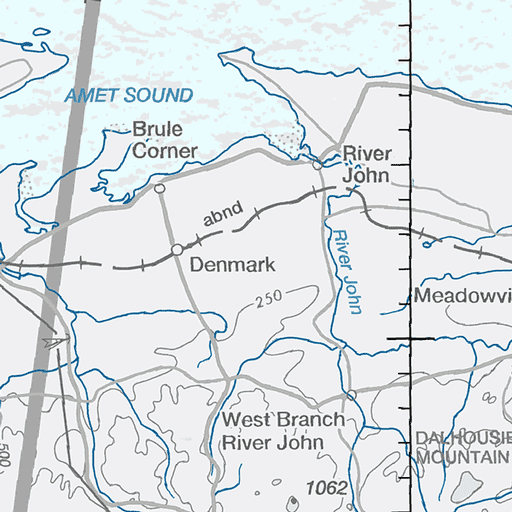 AMET SOUND
Brule
Corner
River
John
abnd
Denmark
River John
250
Meadowvi
West Branch
River John
DALHOUSIE
MOUNTAIN
500
1062